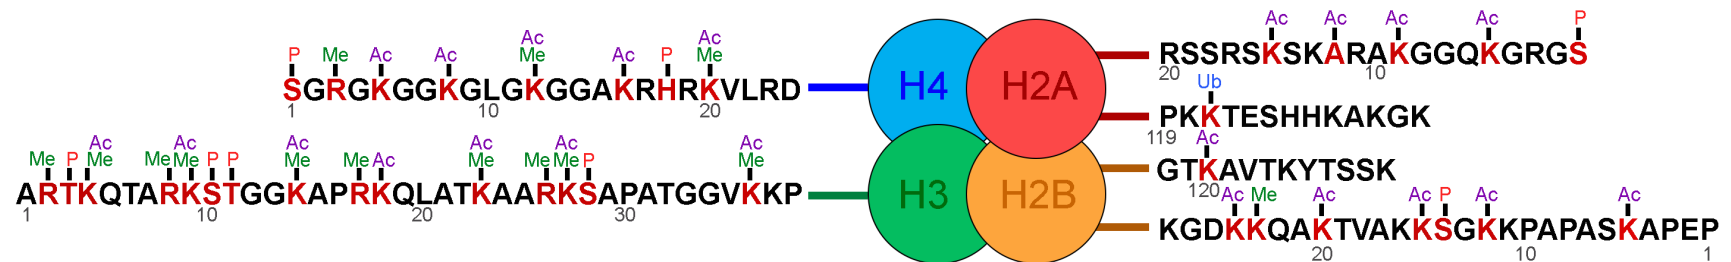 Ac Ac
P Me Ac Ac Me Ac P Me
SGRGKGGKGLGKGGAKRHRKVLRD
1 10 20
Ac Ac Ac Ac Ac Ac
Me P Me Me Me P P Me Me Ac Me Me Me P Me
ARTKQTARKSTGGKAPRKQLATKAARKSAPATGGVKKP
1 10 20 30
H4 H2A
H3 H2B
Ac Ac Ac Ac P
RSSRSKSKARAKGGQKGRGS
20 10
Ub
PKKTESHHKAKGK
119
Ac
GTKAVTKYTSSK
120
Ac Me Ac Ac P Ac Ac
KGDKKQAKTVAKKSGKKPAPASKAPEP
20 10 1